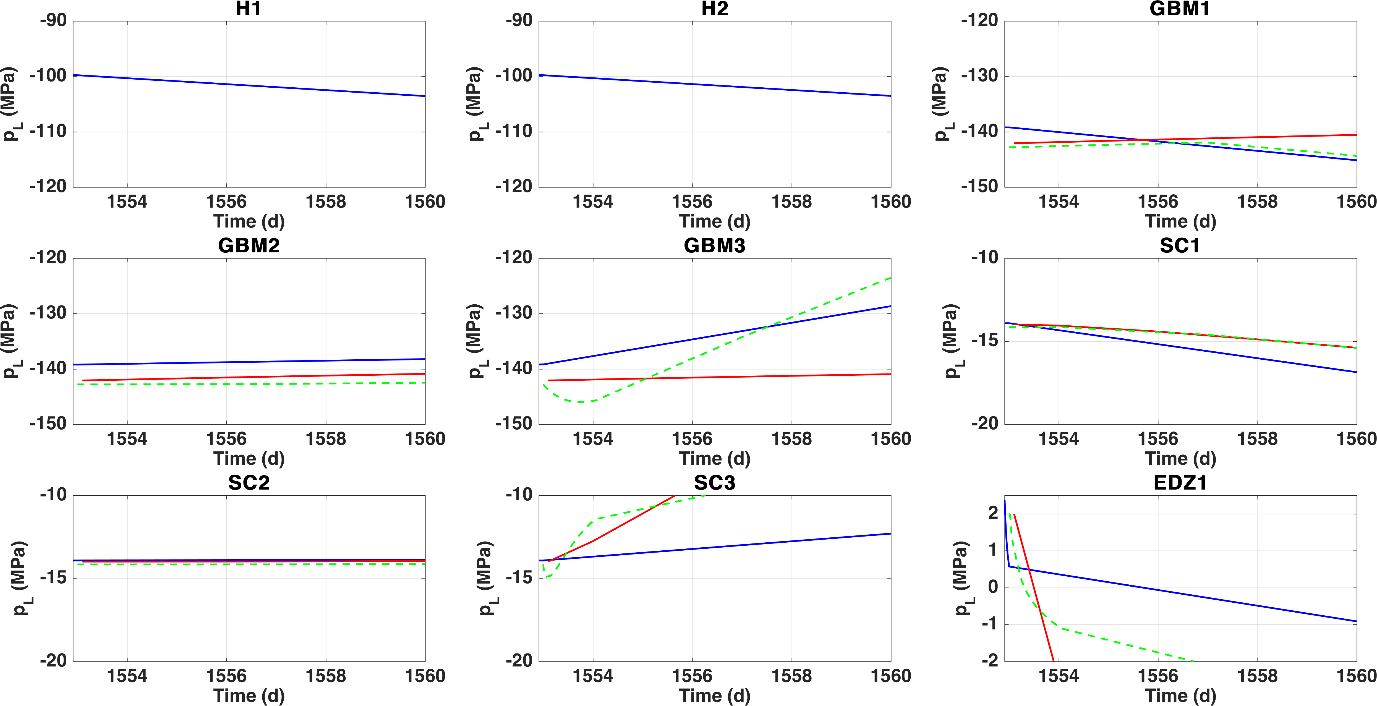 H1
-90
-100
-110
-120
p_L (MPa)
1554 1556 1558 1560
Time (d)
H2
-90
-100
-110
-120
p_L (MPa)
1554 1556 1558 1560
Time (d)
GBM1
-120
-130
-140
-150
p_L (MPa)
1554 1556 1558 1560
Time (d)
GBM2
-120
-130
-140
-150
p_L (MPa)
1554 1556 1558 1560
Time (d)
GBM3
-120
-130
-140
-150
p_L (MPa)
1554 1556 1558 1560
Time (d)
SC1
-10
-15
-20
p_L (MPa)
1554 1556 1558 1560
Time (d)
SC2
-10
-15
-20
p_L (MPa)
1554 1556 1558 1560
Time (d)
SC3
-10
-15
-20
p_L (MPa)
1554 1556 1558 1560
Time (d)
EDZ1
2
1
0
-1
-2
p_L (MPa)
1554 1556 1558 1560
Time (d)